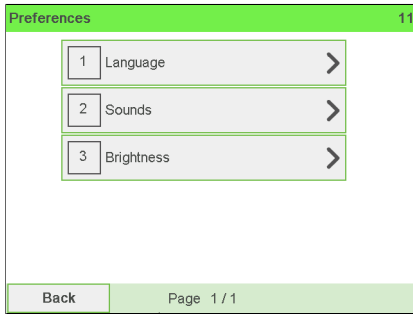 Preferences 11
1 Language
2 Sounds
3 Brightness
Back Page 1 / 1